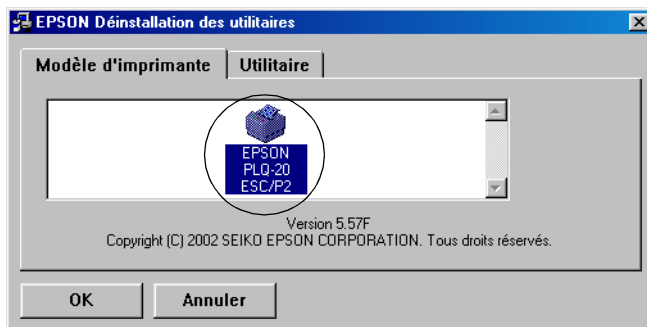 EPSON Déinstallation des utilitaires
Modèle d'imprimante
Utilitaire
EPSON
PLQ-20
ESC/P2
Version 5.57F
Copyright (C) 2002 SEIKO EPSON CORPORATION. Tous droits réservés.
OK
Annuler